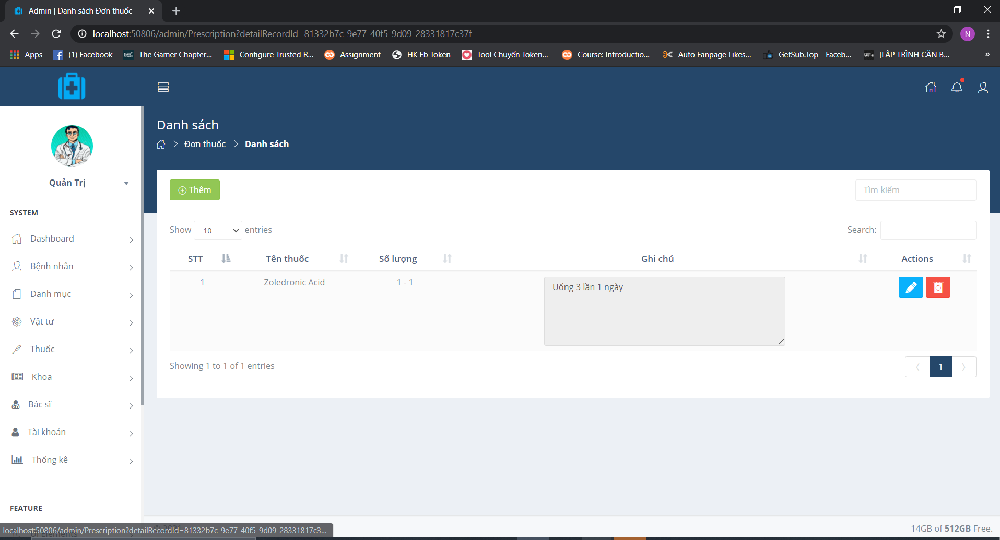 Admin | Danh sách Đơn thuốc
localhost:50806/admin/Prescription?detailRecordId=81332b7c-9e77-40f5-9d09-28331817c37f
N
Apps (1) Facebook The Gamer Chapter... Configure Trusted R... Assignment HK Fb Token Tool Chuyển Token... Course: Introductio... Auto Fanpage Likes... GetSub.Top - Faceb... [LẬP TRÌNH CĂN B... »
Danh sách
Đơn thuốc Danh sách
Quản Trị
SYSTEM
Dashboard
Bệnh nhân
Danh mục
Vật tư
Thuốc
Khoa
Bác sĩ
Tài khoản
Thống kê
FEATURE
UI Elements
Thêm
Tìm kiếm
Show 10 entries
Search:
STT Tên thuốc Số lượng Ghi chú Actions
1 Zoledronic Acid 1 - 1 Uống 3 lần 1 ngày
Showing 1 to 1 of 1 entries
1
14GB of 512GB Free.
localhost:50806/admin/Prescription?detailRecordId=81332b7c-9e77-40f5-9d09-28331817c3...